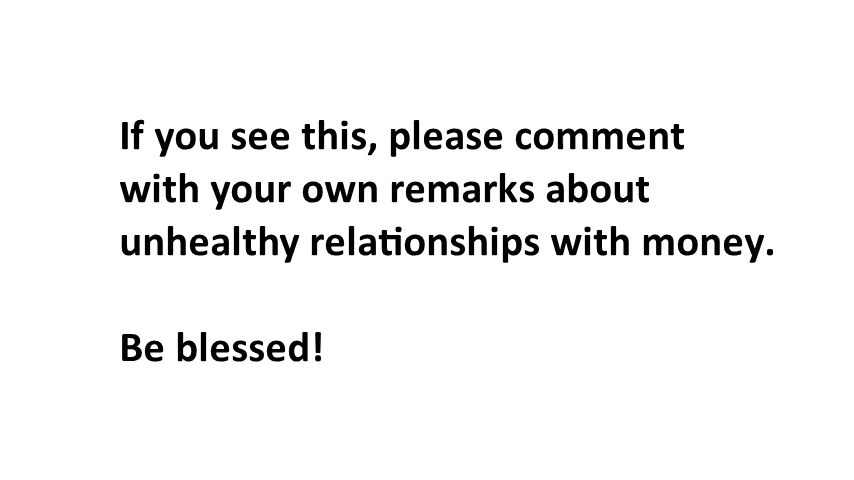 If you see this, please comment
with your own remarks about
unhealthy relationships with money.
Be blessed!